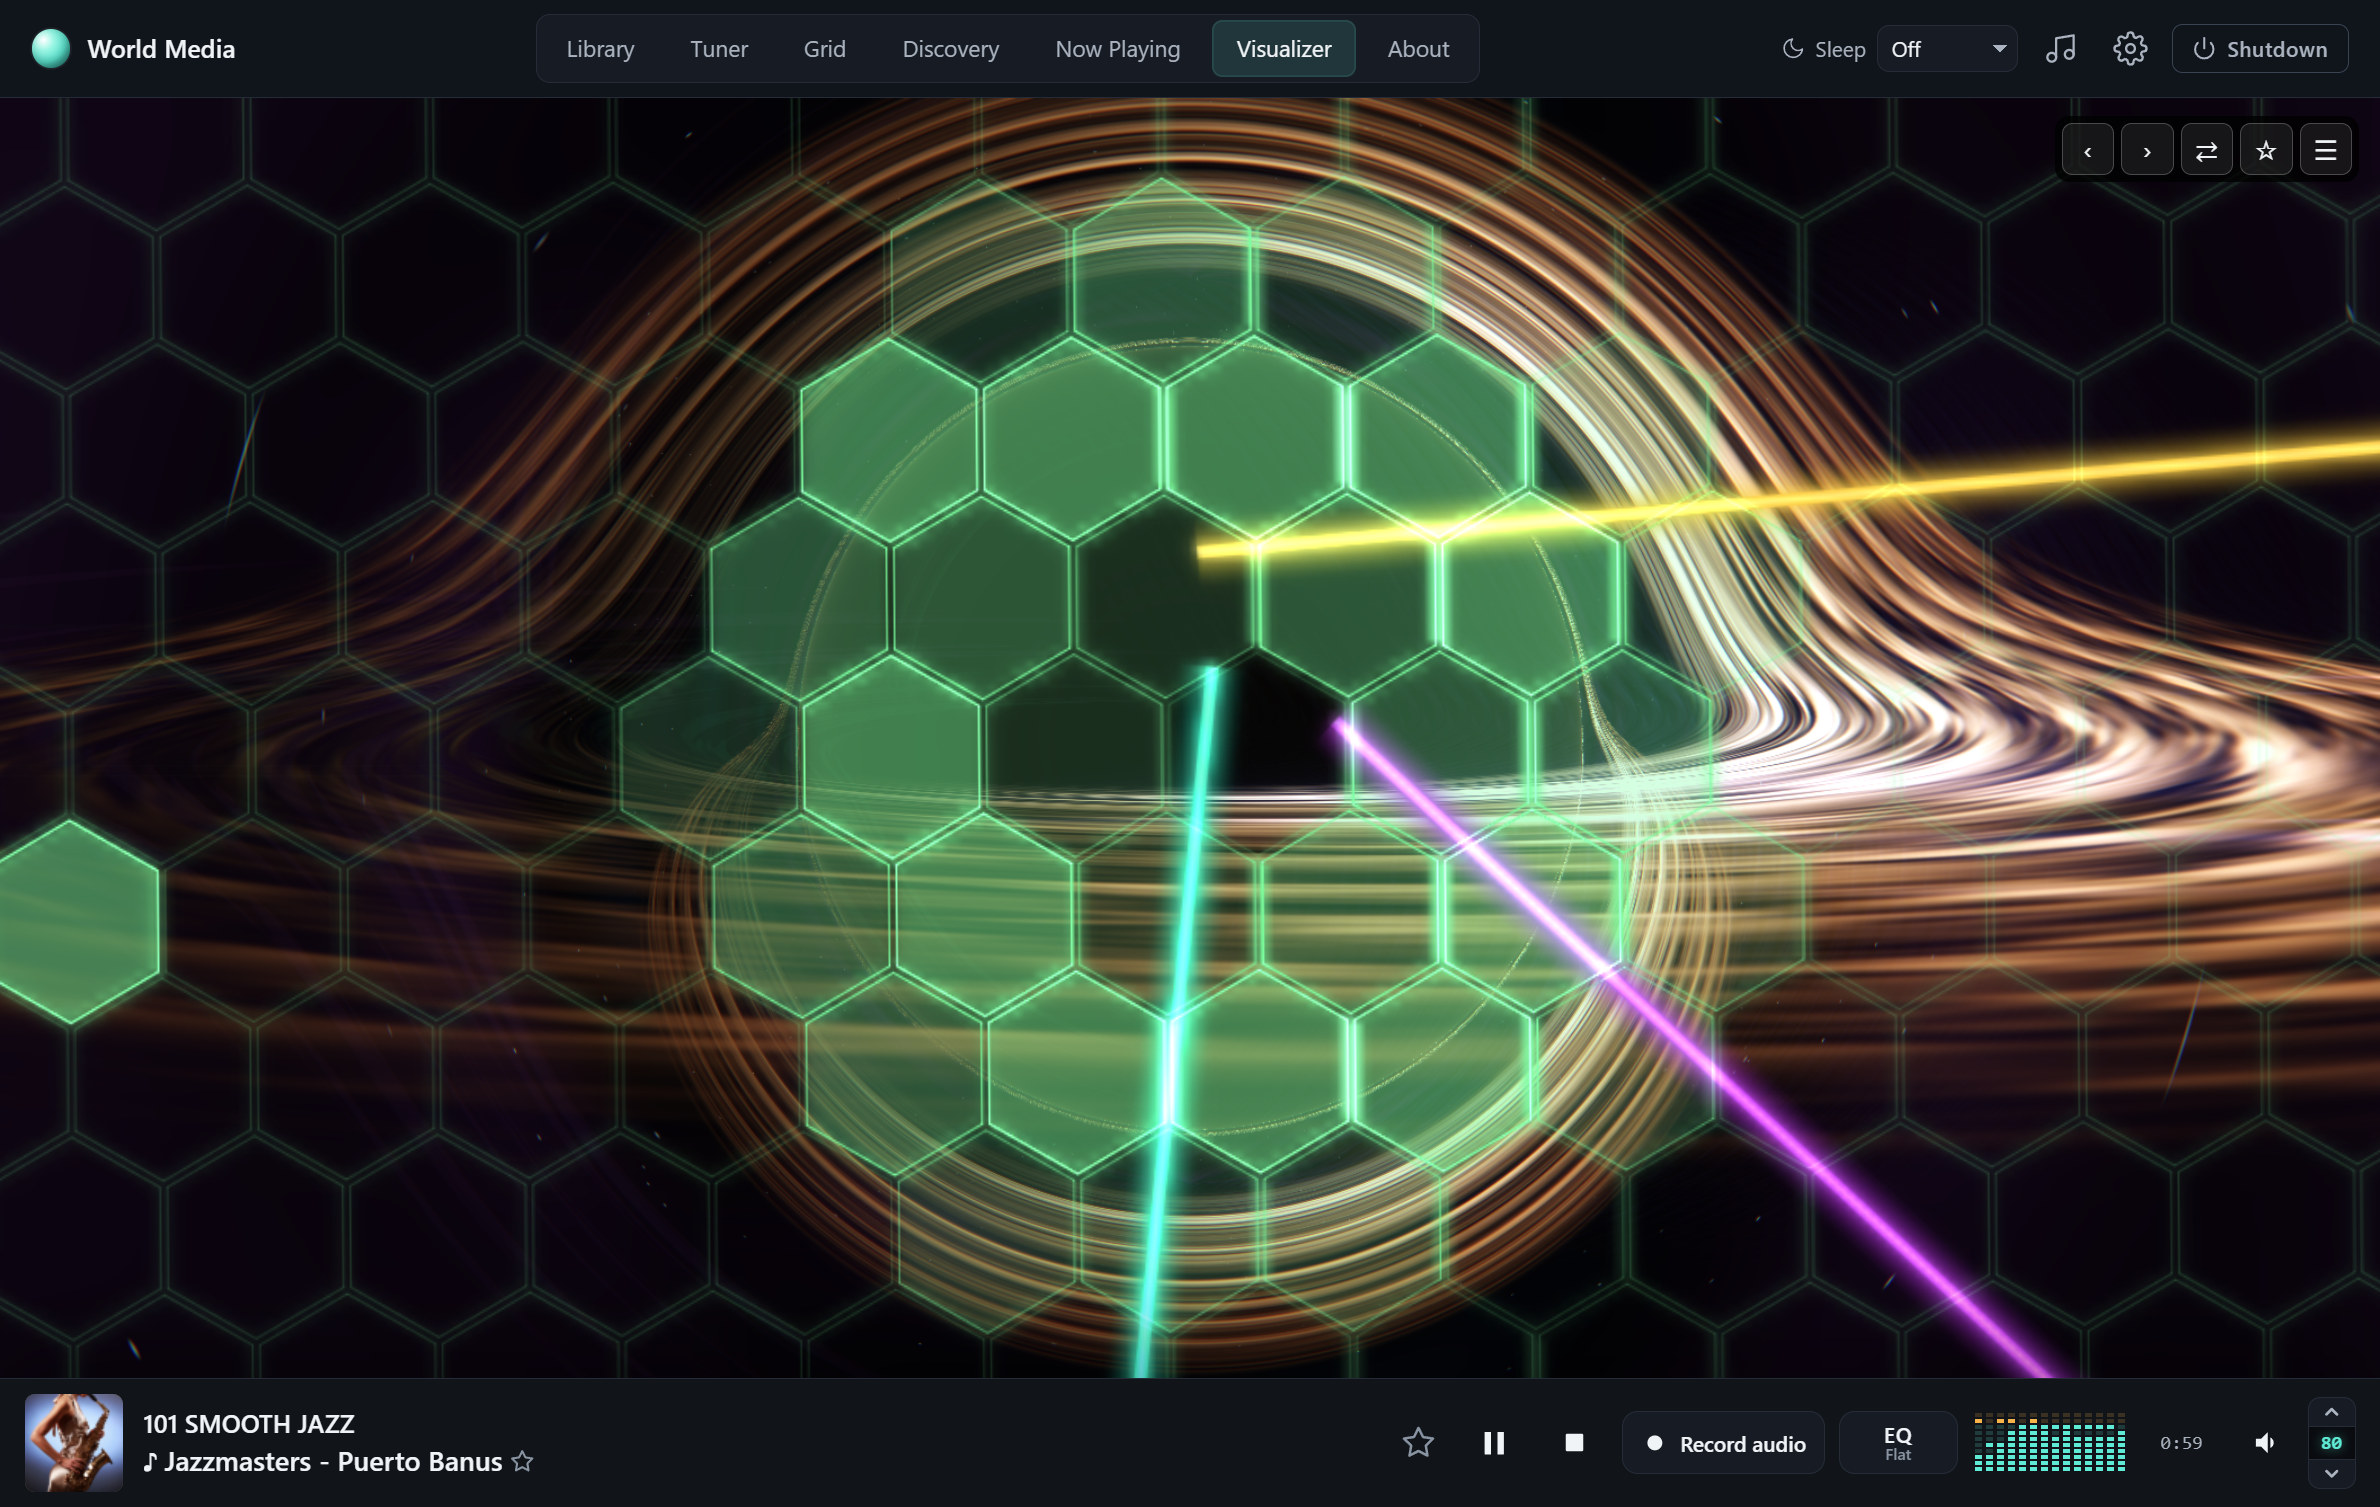 World Media
Library
Tuner
Grid
Discovery
Now Playing
Visualizer
About
Sleep
Off
Shutdown
101 SMOOTH JAZZ
Jazzmasters - Puerto Banus
Record audio
EQ
Flat
0:59
80